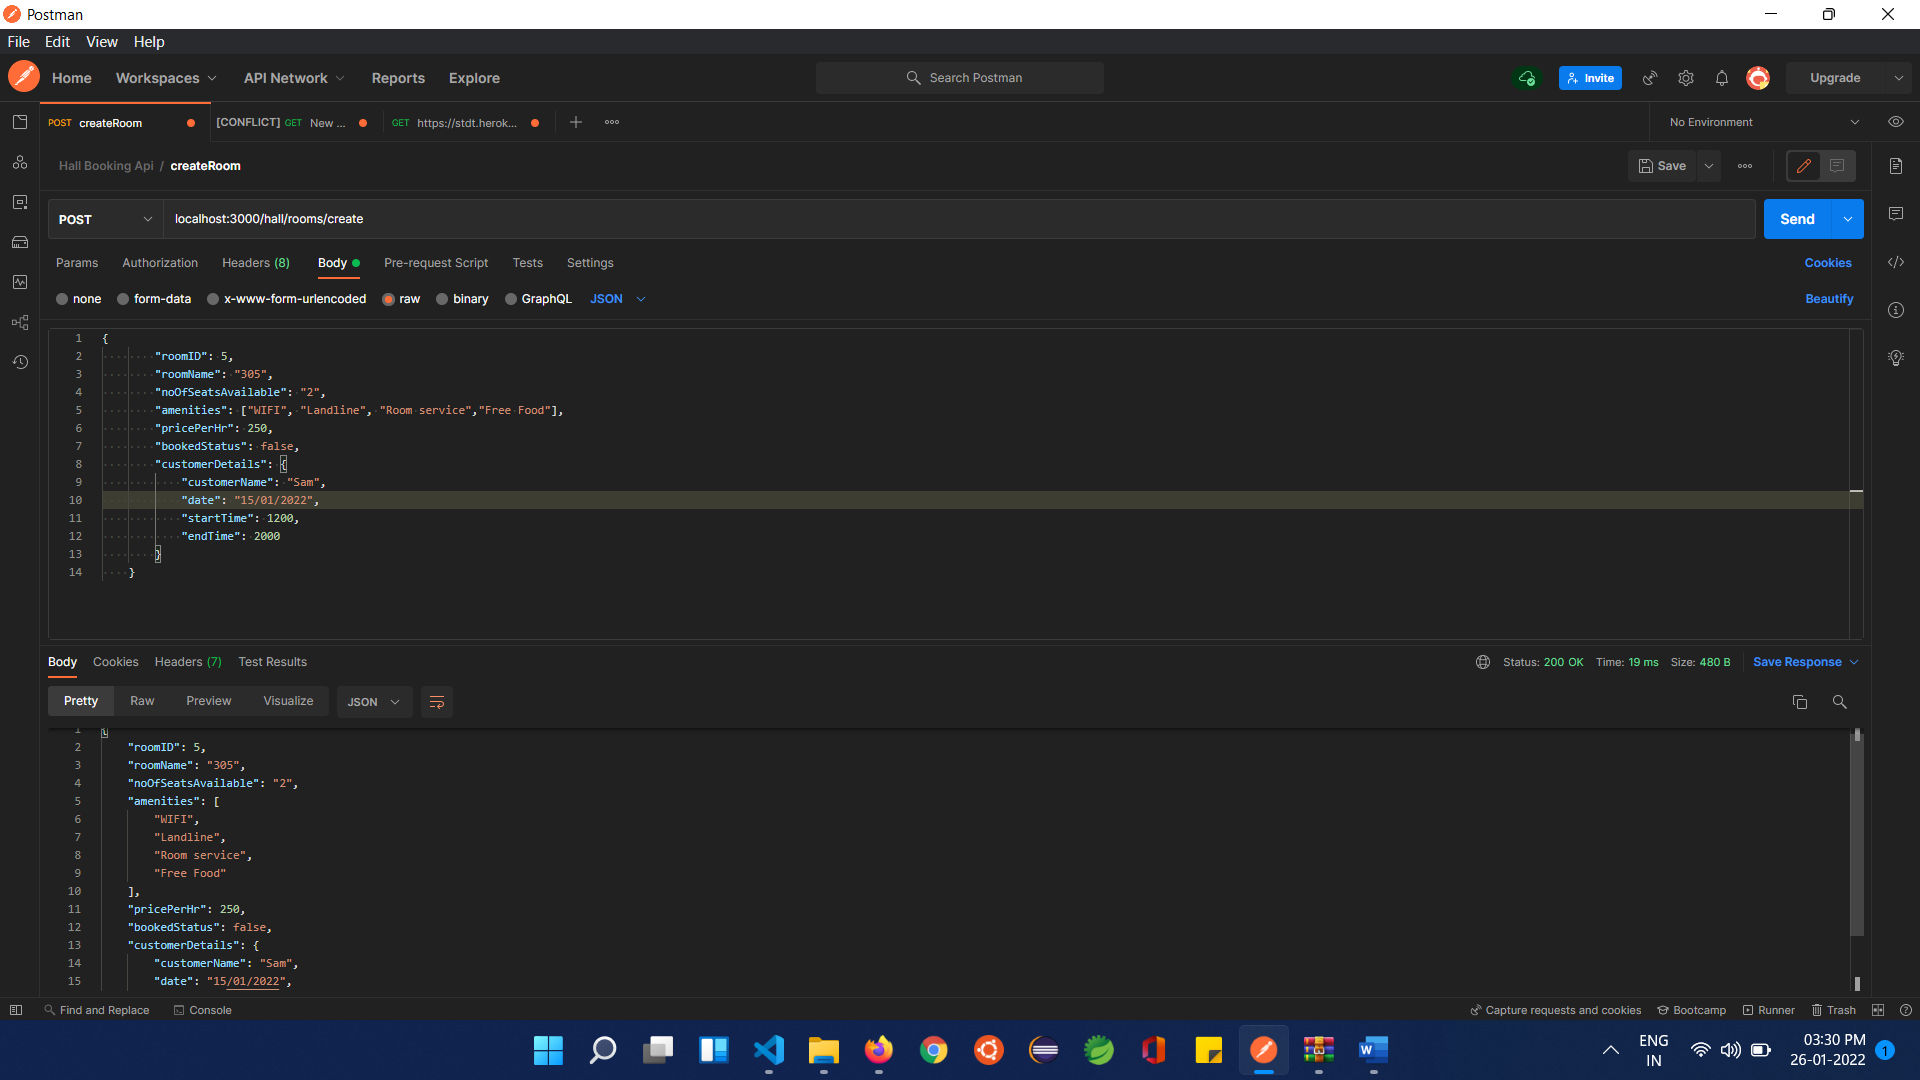 Postman
File Edit View Help
Home Workspaces API Network Reports Explore Search Postman Invite Upgrade
POST createRoom [CONFLICT] GET New ... GET https://stdt.herok... No Environment
Hall Booking Api / createRoom Save
POST localhost:3000/hall/rooms/create Send
Params Authorization Headers (8) Body Pre-request Script Tests Settings Cookies
none form-data x-www-form-urlencoded raw binary GraphQL JSON Beautify
1 {
2 "roomID": 5,
3 "roomName": "305",
4 "noOfSeatsAvailable": "2",
5 "amenities": ["WIFI", "Landline", "Room service","Free Food"],
6 "pricePerHr": 250,
7 "bookedStatus": false,
8 "customerDetails": {
9 "customerName": "Sam",
10 "date": "15/01/2022",
11 "startTime": 1200,
12 "endTime": 2000
13 }
14 }
Body Cookies Headers (7) Test Results Status: 200 OK Time: 19 ms Size: 480 B Save Response
Pretty Raw Preview Visualize JSON
1 {
2 "roomID": 5,
3 "roomName": "305",
4 "noOfSeatsAvailable": "2",
5 "amenities": [
6 "WIFI",
7 "Landline",
8 "Room service",
9 "Free Food"
10 ],
11 "pricePerHr": 250,
12 "bookedStatus": false,
13 "customerDetails": {
14 "customerName": "Sam",
15 "date": "15/01/2022",
Find and Replace Console Capture requests and cookies Bootcamp Runner Trash
ENG 03:30 PM
IN 26-01-2022 1